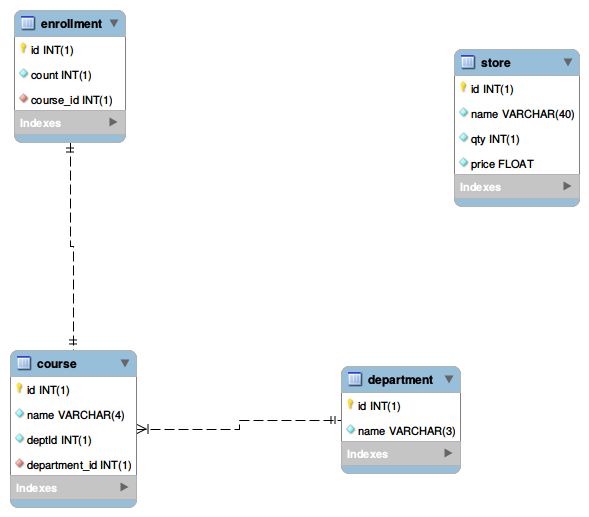 enrollment
id INT(1)
count INT(1)
course_id INT(1)
Indexes
store
id INT(1)
name VARCHAR(40)
qty INT(1)
price FLOAT
Indexes
course
id INT(1)
name VARCHAR(4)
deptId INT(1)
department_id INT(1)
Indexes
department
id INT(1)
name VARCHAR(3)
Indexes